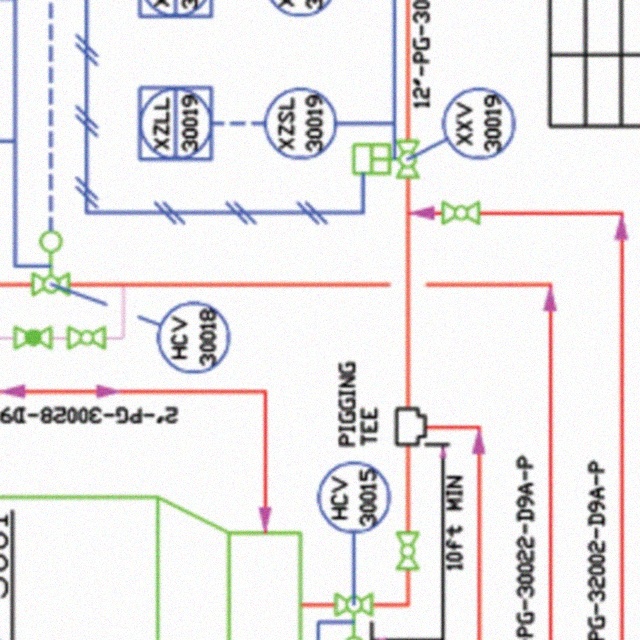 12"-PG-30
XZLL
30019
XZSL
30019
XXV
30019
HCV
30018
2"-PG-30028-D9
PIGGING
TEE
HCV
30015
10ft MIN
PG-30022-D9A-P
PG-32002-D9A-P